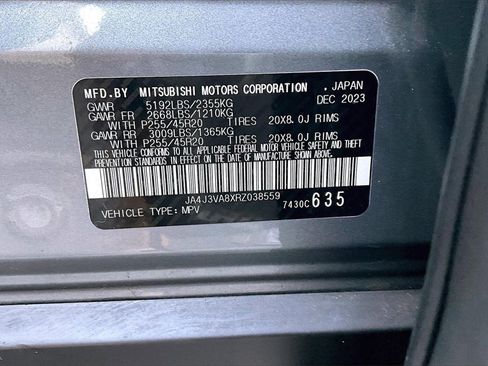 MFD.BY MITSUBISHI MOTORS CORPORATION , JAPAN
GVWR 5192LBS/2355KG DEC 2023
GAWR FR 2668LBS/1210KG
WITH P255/45R20 TIRES 20X8.0J RIMS
GAWR RR 3009LBS/1365KG
WITH P255/45R20 TIRES 20X8.0J RIMS
THIS VEHICLE CONFORMS TO ALL APPLICABLE FEDERAL MOTOR VEHICLE SAFETY AND THEFT
PREVENTION STANDARDS IN EFFECT ON THE DATE OF MANUFACTURE SHOWN ABOVE.
JA4J3VA8XRZ038559
VEHICLE TYPE: MPV 7430C 635